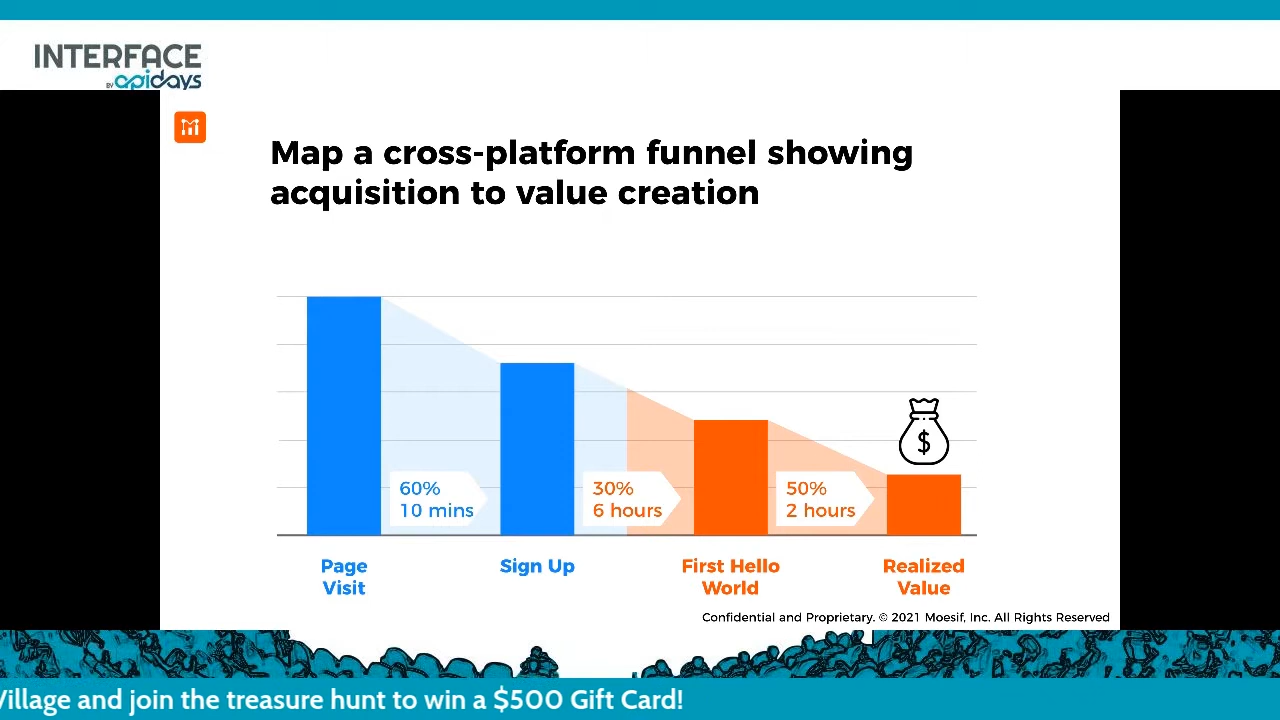 INTERFACE
BY apidays
Map a cross-platform funnel showing
acquisition to value creation
60%
10 mins
30%
6 hours
50%
2 hours
$
Page
Visit
Sign Up
First Hello
World
Realized
Value
Confidential and Proprietary. © 2021 Moesif, Inc. All Rights Reserved
Village and join the treasure hunt to win a $500 Gift Card!